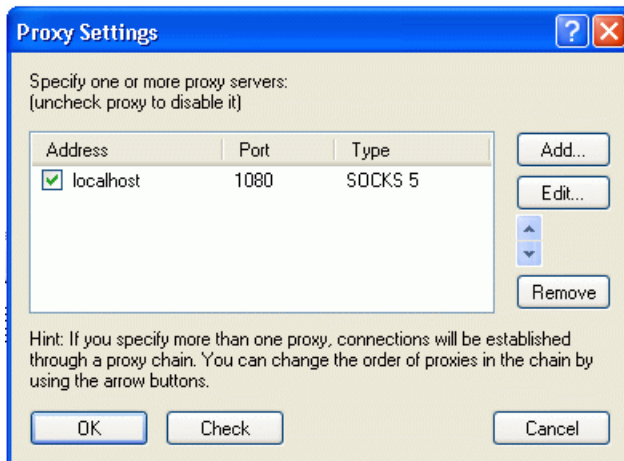 Proxy Settings
Specify one or more proxy servers:
(uncheck proxy to disable it)
Address Port Type
localhost 1080 SOCKS 5
Add...
Edit...
Remove
Hint: If you specify more than one proxy, connections will be established
through a proxy chain. You can change the order of proxies in the chain by
using the arrow buttons.
OK Check Cancel